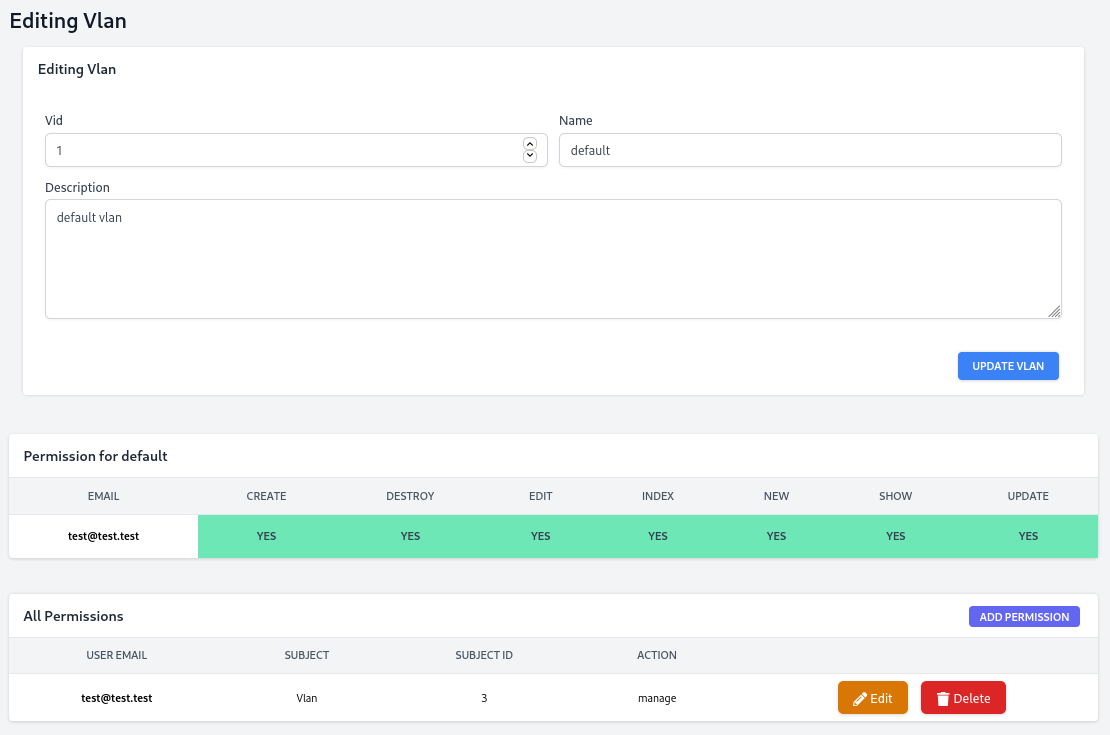 Editing Vlan
Editing Vlan
Vid Name
1 default
Description
default vlan
UPDATE VLAN
Permission for default
EMAIL CREATE DESTROY EDIT INDEX NEW SHOW UPDATE
test@test.test YES YES YES YES YES YES YES
All Permissions ADD PERMISSION
USER EMAIL SUBJECT SUBJECT ID ACTION
test@test.test Vlan 3 manage Edit Delete